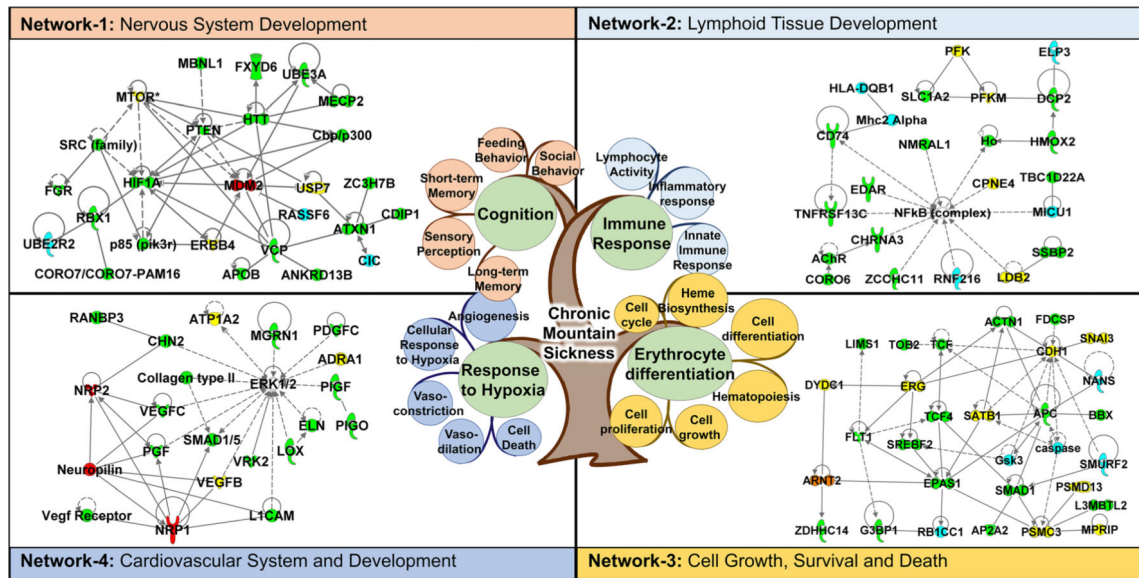 Network-1: Nervous System Development
Network-2: Lymphoid Tissue Development
MBNL1
FXYD6
UBE3A
MTOR*
MECP2
PTEN
HTT
Cbp/p300
SRC (family)
HIF1A
MDM2
USP7
ZC3H7B
FGR
RBX1
RASSF6
CDIP1
ATXN1
UBE2R2
p85 (pik3r)
ERBB4
VCP
CIC
CORO7/CORO7-PAM16
APOB
ANKRD13B
PFK
ELP3
HLA-DQB1
SLC1A2
PFKM
DCP2
Mhc2 Alpha
CD74
NMRAL1
Ho
HMOX2
EDAR
CPNE4
TBC1D22A
TNFRSF13C
NFkB (complex)
MICU1
CHRNA3
AChR
SSBP2
CORO6
ZCCHC11
RNF216
LDB2
Feeding
Behavior
Social
Behavior
Short-term
Memory
Cognition
Sensory
Perception
Long-term
Memory
Lymphocyte
Activity
Inflammatory
response
Immune
Response
Innate
Immune
Response
Chronic
Mountain
Sickness
Angiogenesis
Cellular
Response
to Hypoxia
Response
to Hypoxia
Vaso-
constriction
Vaso-
dilation
Cell
Death
Cell
cycle
Heme
Biosynthesis
Cell
differentiation
Erythrocyte
differentiation
Hematopoiesis
Cell
proliferation
Cell
growth
RANBP3
ATP1A2
MGRN1
PDGFC
CHN2
ADRA1
Collagen type II
ERK1/2
NRP2
PIGF
VEGFC
ELN
PIGO
SMAD1/5
PGF
LOX
VRK2
Neuropilin
VEGFB
Vegf Receptor
L1CAM
NRP1
ACTN1
FDCSP
LIMS1
TOB2
TCF
SNAI3
CDH1
DYDC1
ERG
NANS
TCF4
SATB1
APC
BBX
FLT1
SREBF2
caspase
Gsk3
SMURF2
ARNT2
EPAS1
SMAD1
PSMD13
L3MBTL2
ZDHHC14
G3BP1
RB1CC1
AP2A2
PSMC3
MPRIP
Network-4: Cardiovascular System and Development
Network-3: Cell Growth, Survival and Death